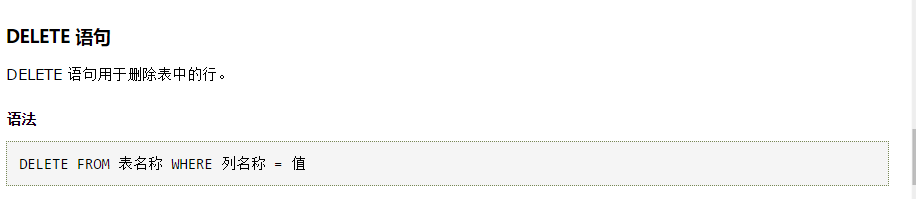 DELETE 语句
DELETE 语句用于删除表中的行。
语法
DELETE FROM 表名称 WHERE 列名称 = 值